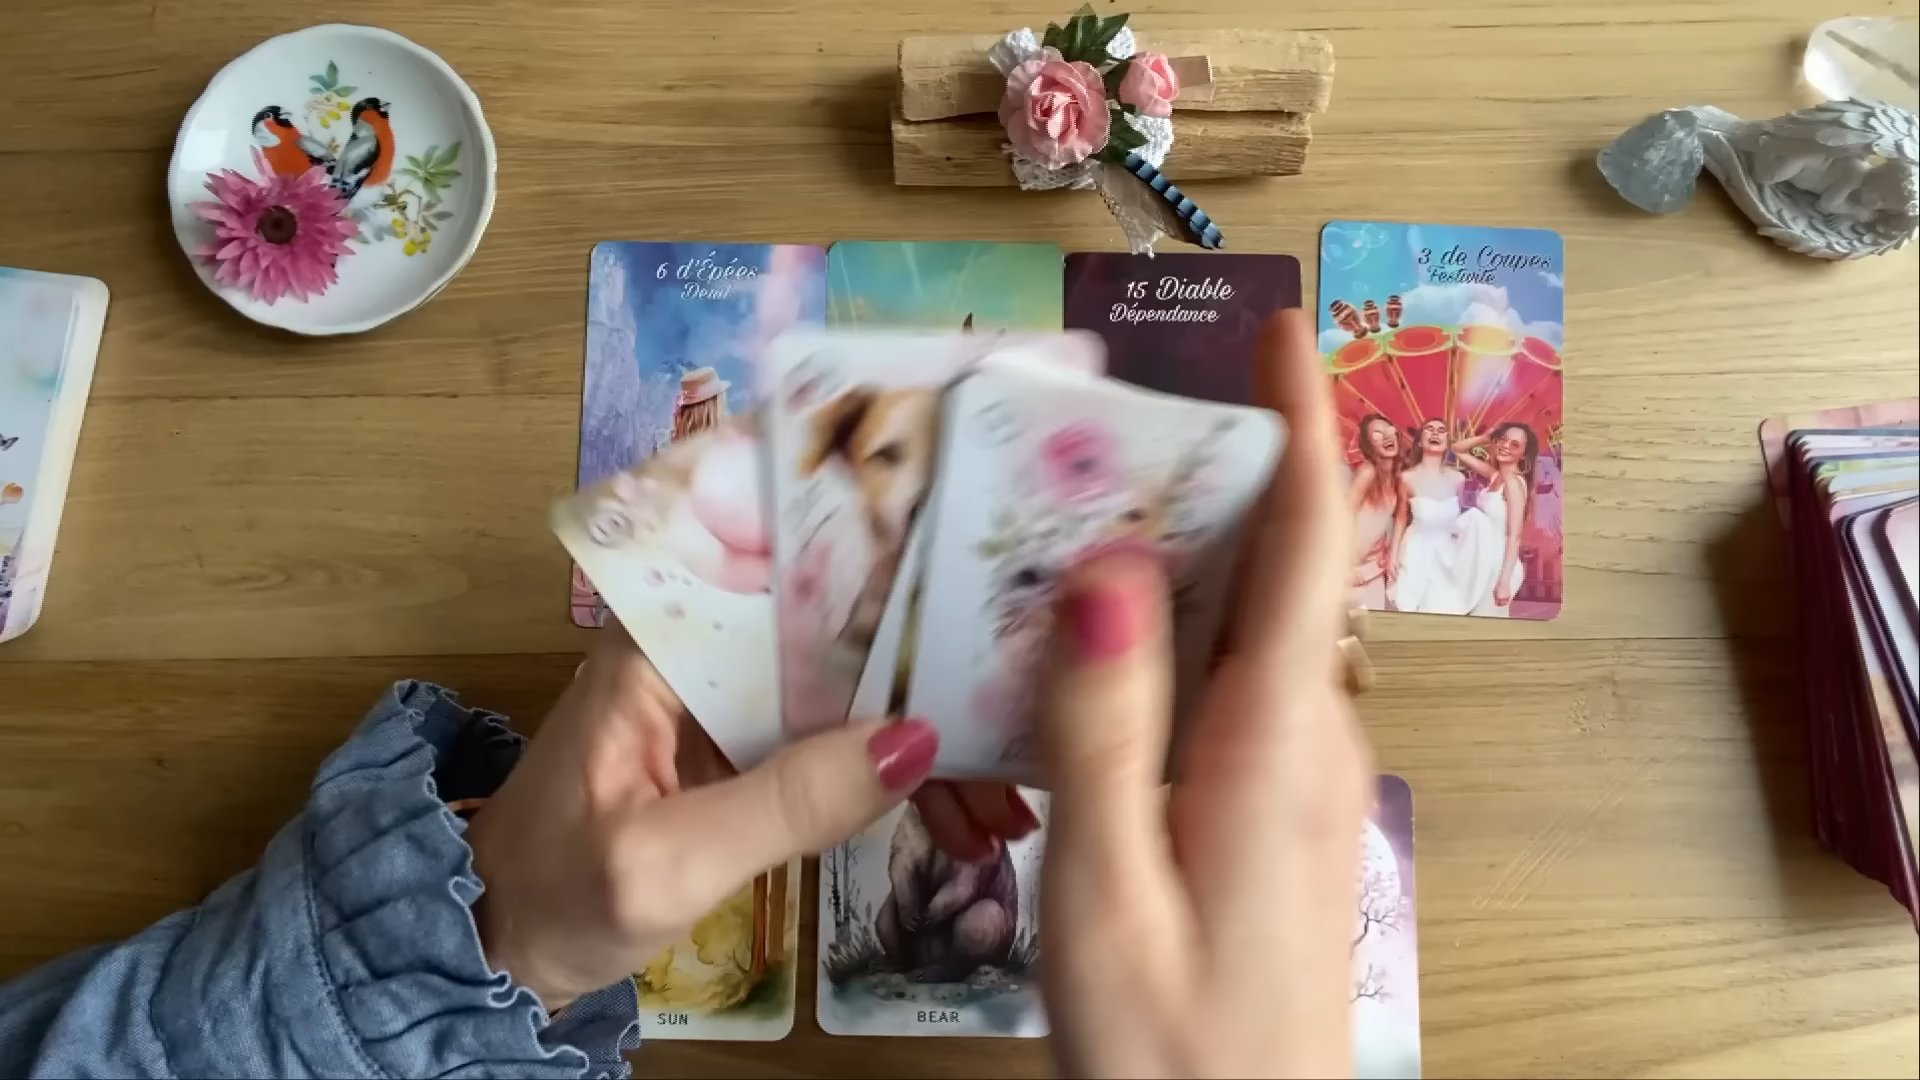 6 d'Épées
Deuil
15 Diable
Dépendance
3 de Coupes
Festivité
SUN
BEAR